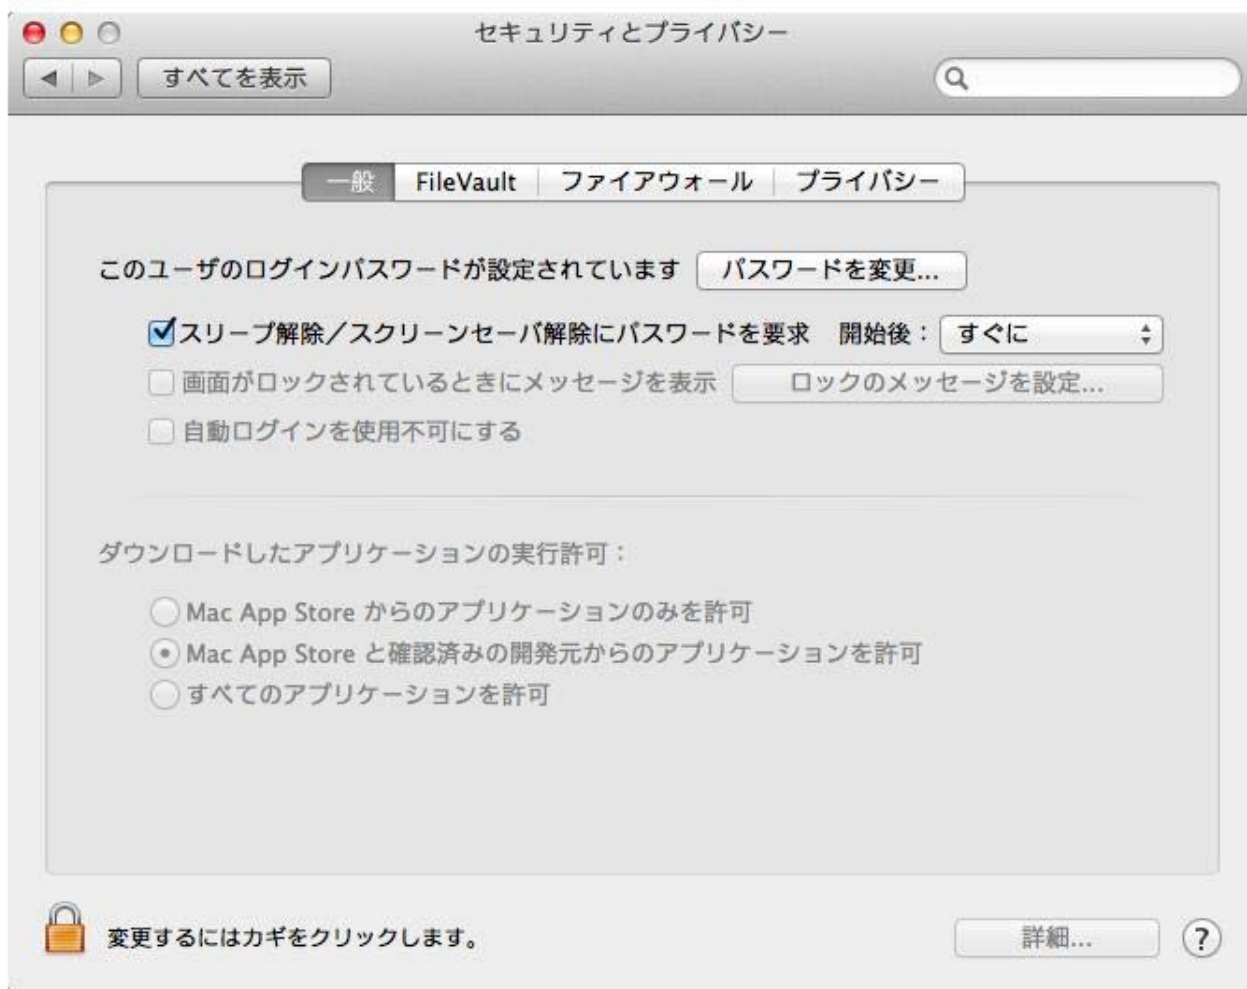 セキュリティとプライバシー
すべてを表示
一般 FileVault ファイアウォール プライバシー
このユーザのログインパスワードが設定されています パスワードを変更...
スリープ解除／スクリーンセーバ解除にパスワードを要求 開始後： すぐに
画面がロックされているときにメッセージを表示 ロックのメッセージを設定...
自動ログインを使用不可にする
ダウンロードしたアプリケーションの実行許可：
Mac App Store からのアプリケーションのみを許可
Mac App Store と確認済みの開発元からのアプリケーションを許可
すべてのアプリケーションを許可
変更するにはカギをクリックします。 詳細... ?